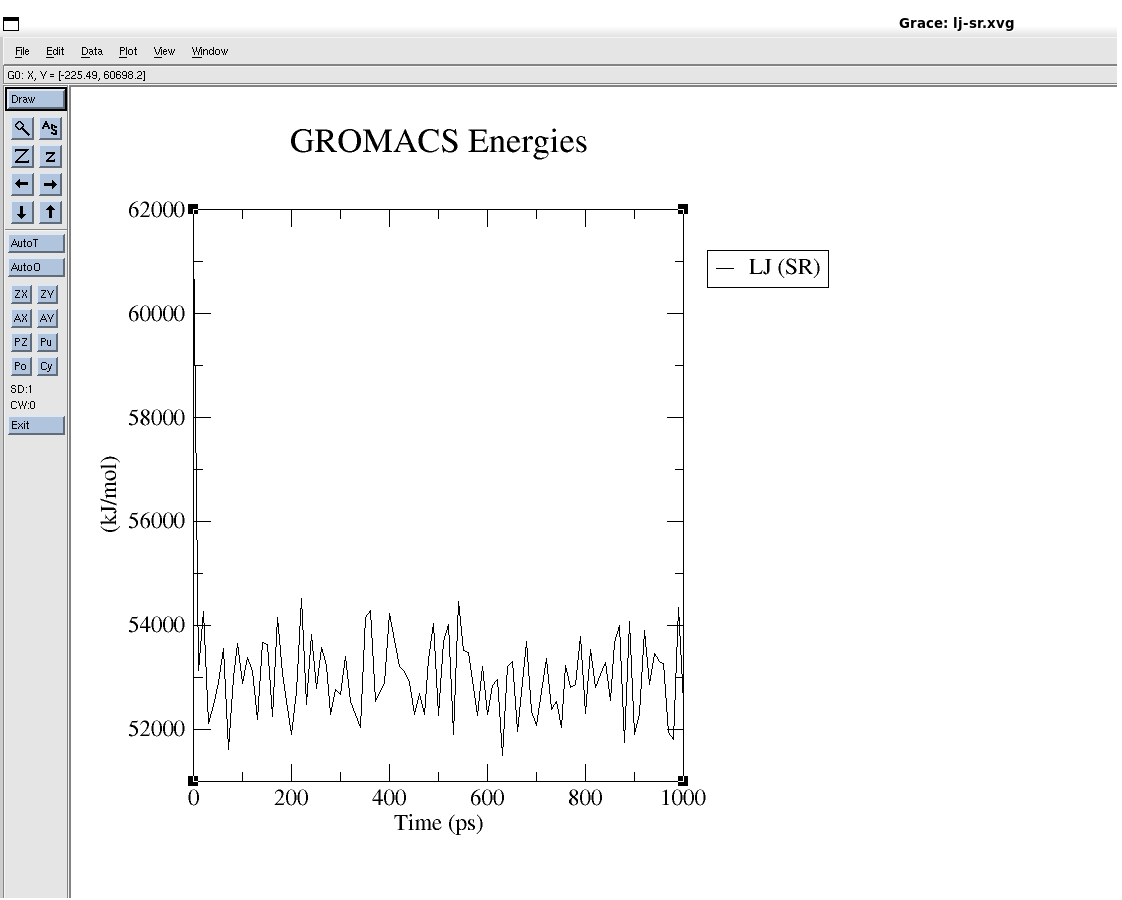 Grace: lj-sr.xvg
File Edit Data Plot View Window
G0: X, Y = [-225.49, 60698.2]
Draw
AS
Z z
AutoT
AutoO
ZX ZY
AX AY
PZ Pu
Po Cy
SD:1
CW:0
Exit
GROMACS Energies
62000
60000
58000
56000
54000
52000
(kJ/mol)
LJ (SR)
0 200 400 600 800 1000
Time (ps)